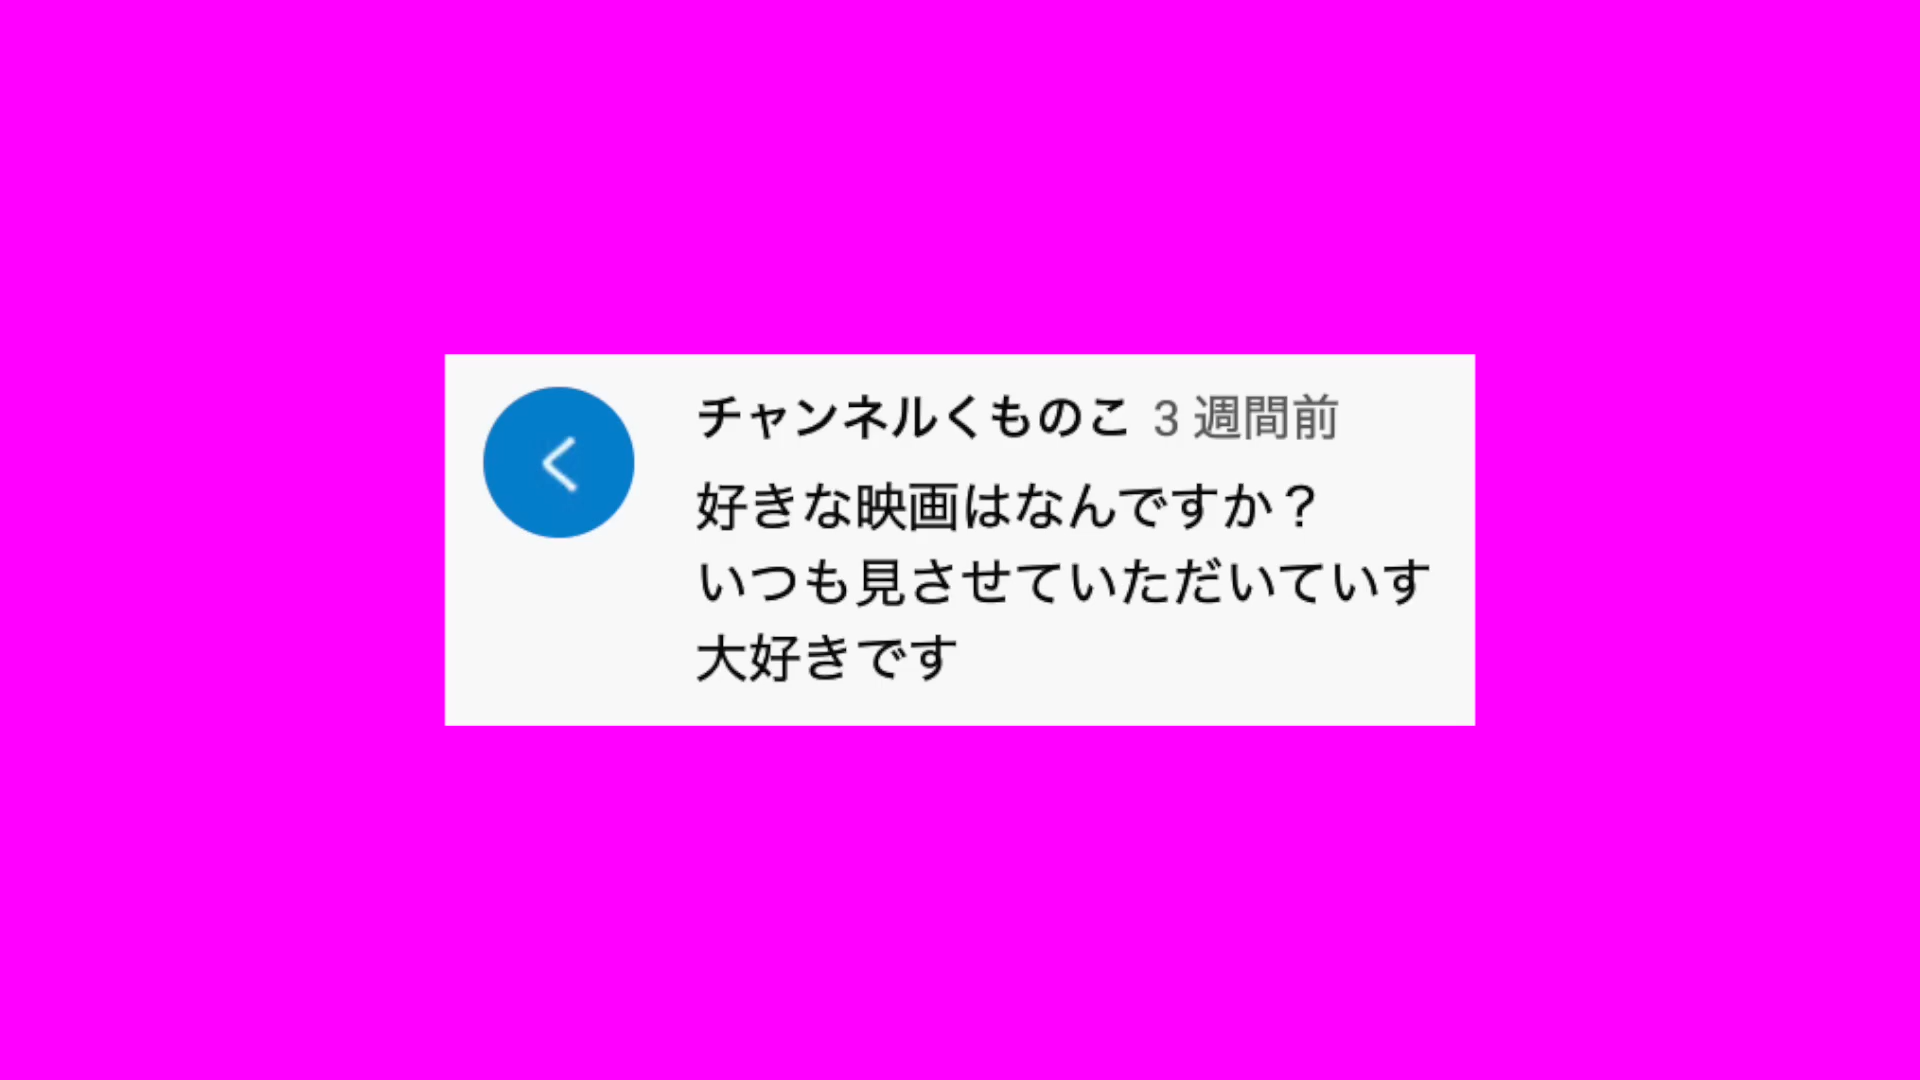 く
チャンネルくものこ 3 週間前
好きな映画はなんですか？
いつも見させていただいていす
大好きです